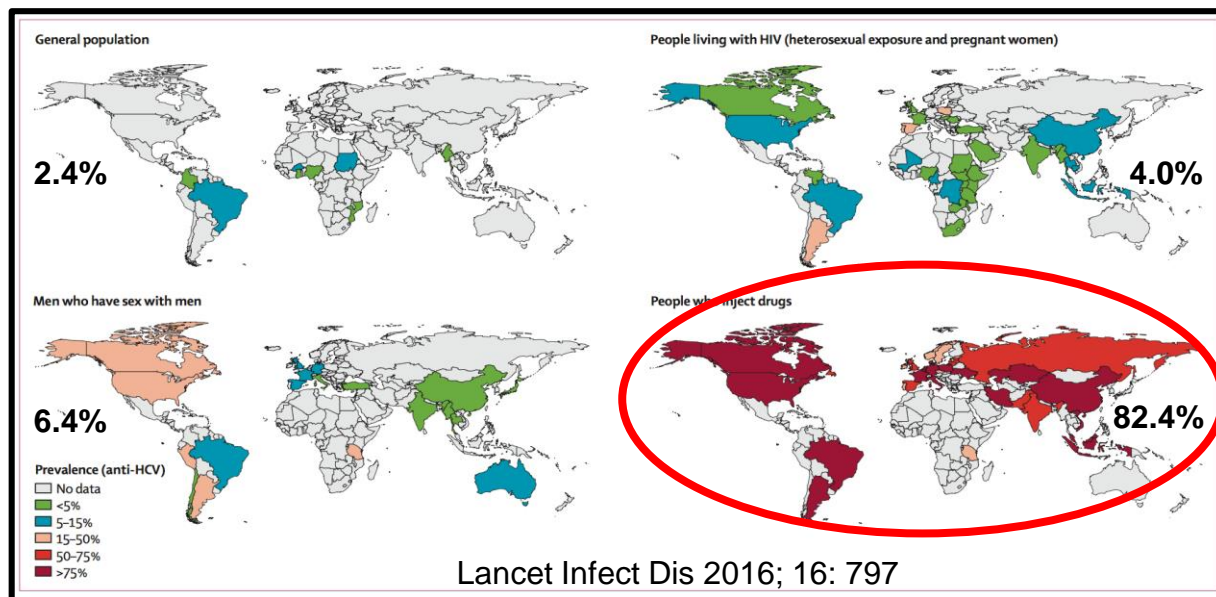 General population
2.4%
People living with HIV (heterosexual exposure and pregnant women)
4.0%
Men who have sex with men
6.4%
Prevalence (anti-HCV)
No data
<5%
5–15%
15–50%
50–75%
>75%
People who inject drugs
82.4%
Lancet Infect Dis 2016; 16: 797